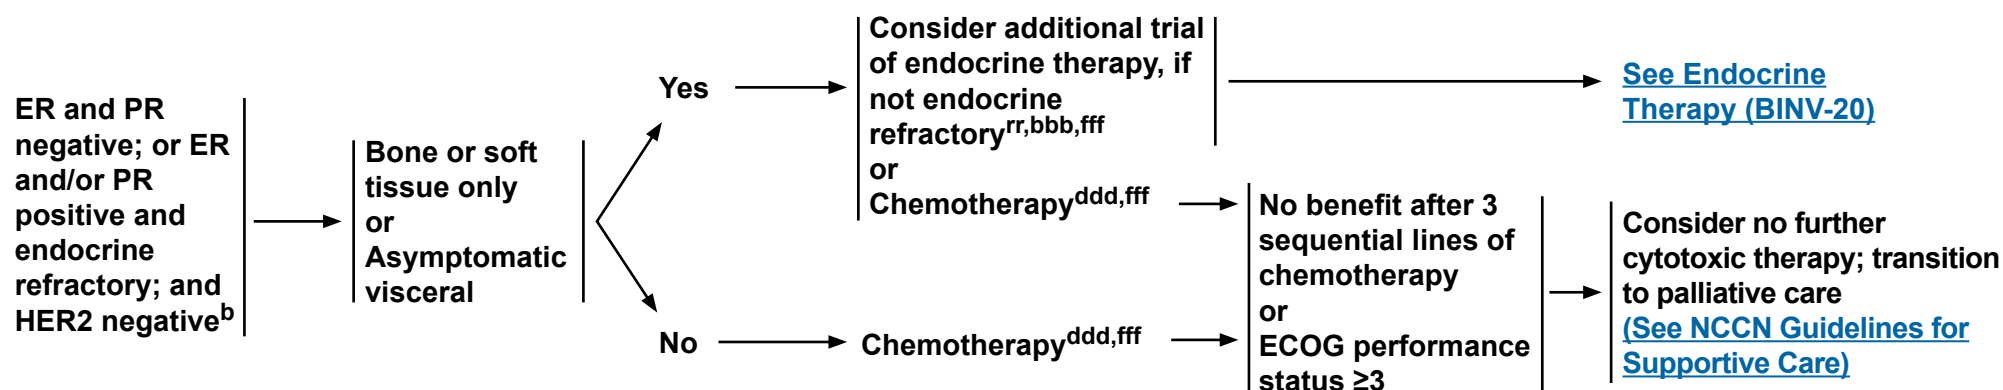 ER and PR
negative; or ER
and/or PR
positive and
endocrine
refractory; and
HER2 negativeb
Bone or soft
tissue only
or
Asymptomatic
visceral
Yes
Consider additional trial
of endocrine therapy, if
not endocrine
refractoryrr,bbb,fff
or
Chemotherapyddd,fff
See Endocrine
Therapy (BINV-20)
No
Chemotherapyddd,fff
No benefit after 3
sequential lines of
chemotherapy
or
ECOG performance
status ≥3
Consider no further
cytotoxic therapy; transition
to palliative care
(See NCCN Guidelines for
Supportive Care)